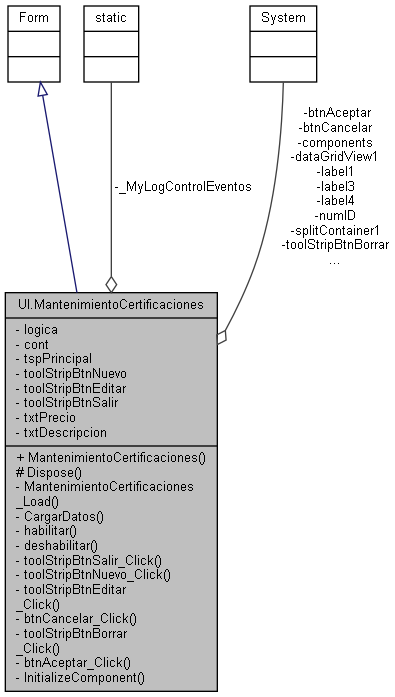 Form
static
System
-_MyLogControlEventos
-btnAceptar
-btnCancelar
-components
-dataGridView1
-label1
-label3
-label4
-numID
-splitContainer1
-toolStripBtnBorrar
...
UI.MantenimientoCertificaciones
- logica
- cont
- tspPrincipal
- toolStripBtnNuevo
- toolStripBtnEditar
- toolStripBtnSalir
- txtPrecio
- txtDescripcion
+ MantenimientoCertificaciones()
# Dispose()
- MantenimientoCertificaciones
_Load()
- CargarDatos()
- habilitar()
- deshabilitar()
- toolStripBtnSalir_Click()
- toolStripBtnNuevo_Click()
- toolStripBtnEditar
_Click()
- btnCancelar_Click()
- toolStripBtnBorrar
_Click()
- btnAceptar_Click()
- InitializeComponent()